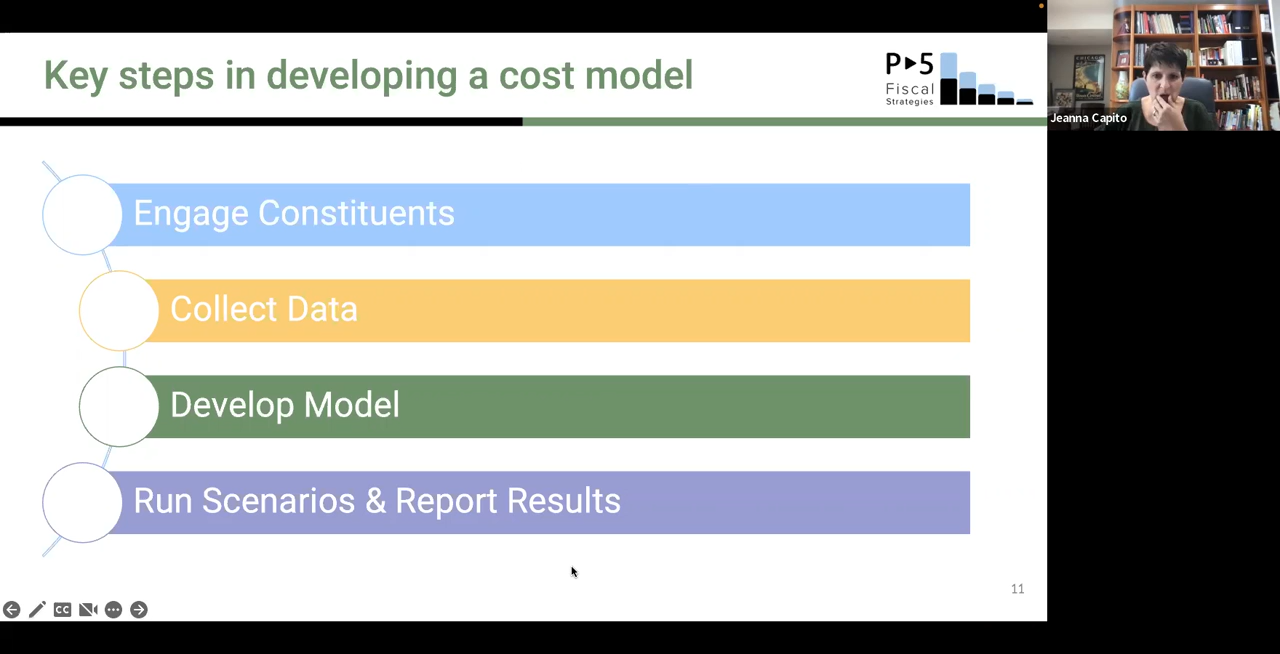 Key steps in developing a cost model
P▸5
Fiscal
Strategies
Jeanna Capito
Engage Constituents
Collect Data
Develop Model
Run Scenarios & Report Results
11
CC